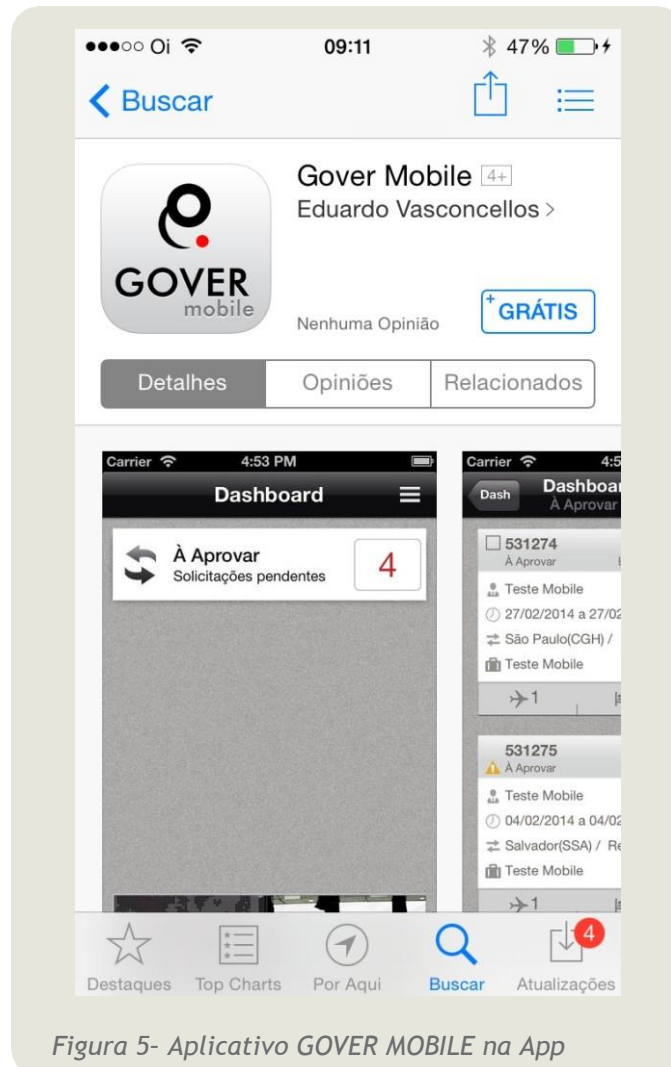 Oi 09:11 47%
Buscar
Gover Mobile 4+
Eduardo Vasconcellos >
GOVER
mobile
Nenhuma Opinião
+GRÁTIS
Detalhes Opiniões Relacionados
Carrier 4:53 PM
Dashboard
À Aprovar
Solicitações pendentes
4
Carrier 4:5
Dash
À Aprovar
531274
À Aprovar
Teste Mobile
27/02/2014 a 27/02
São Paulo(CGH) /
Teste Mobile
1
531275
À Aprovar
Teste Mobile
04/02/2014 a 04/02
Salvador(SSA) / Re
Teste Mobile
1
4
Destaques Top Charts Por Aqui Buscar Atualizações
Figura 5– Aplicativo GOVER MOBILE na App